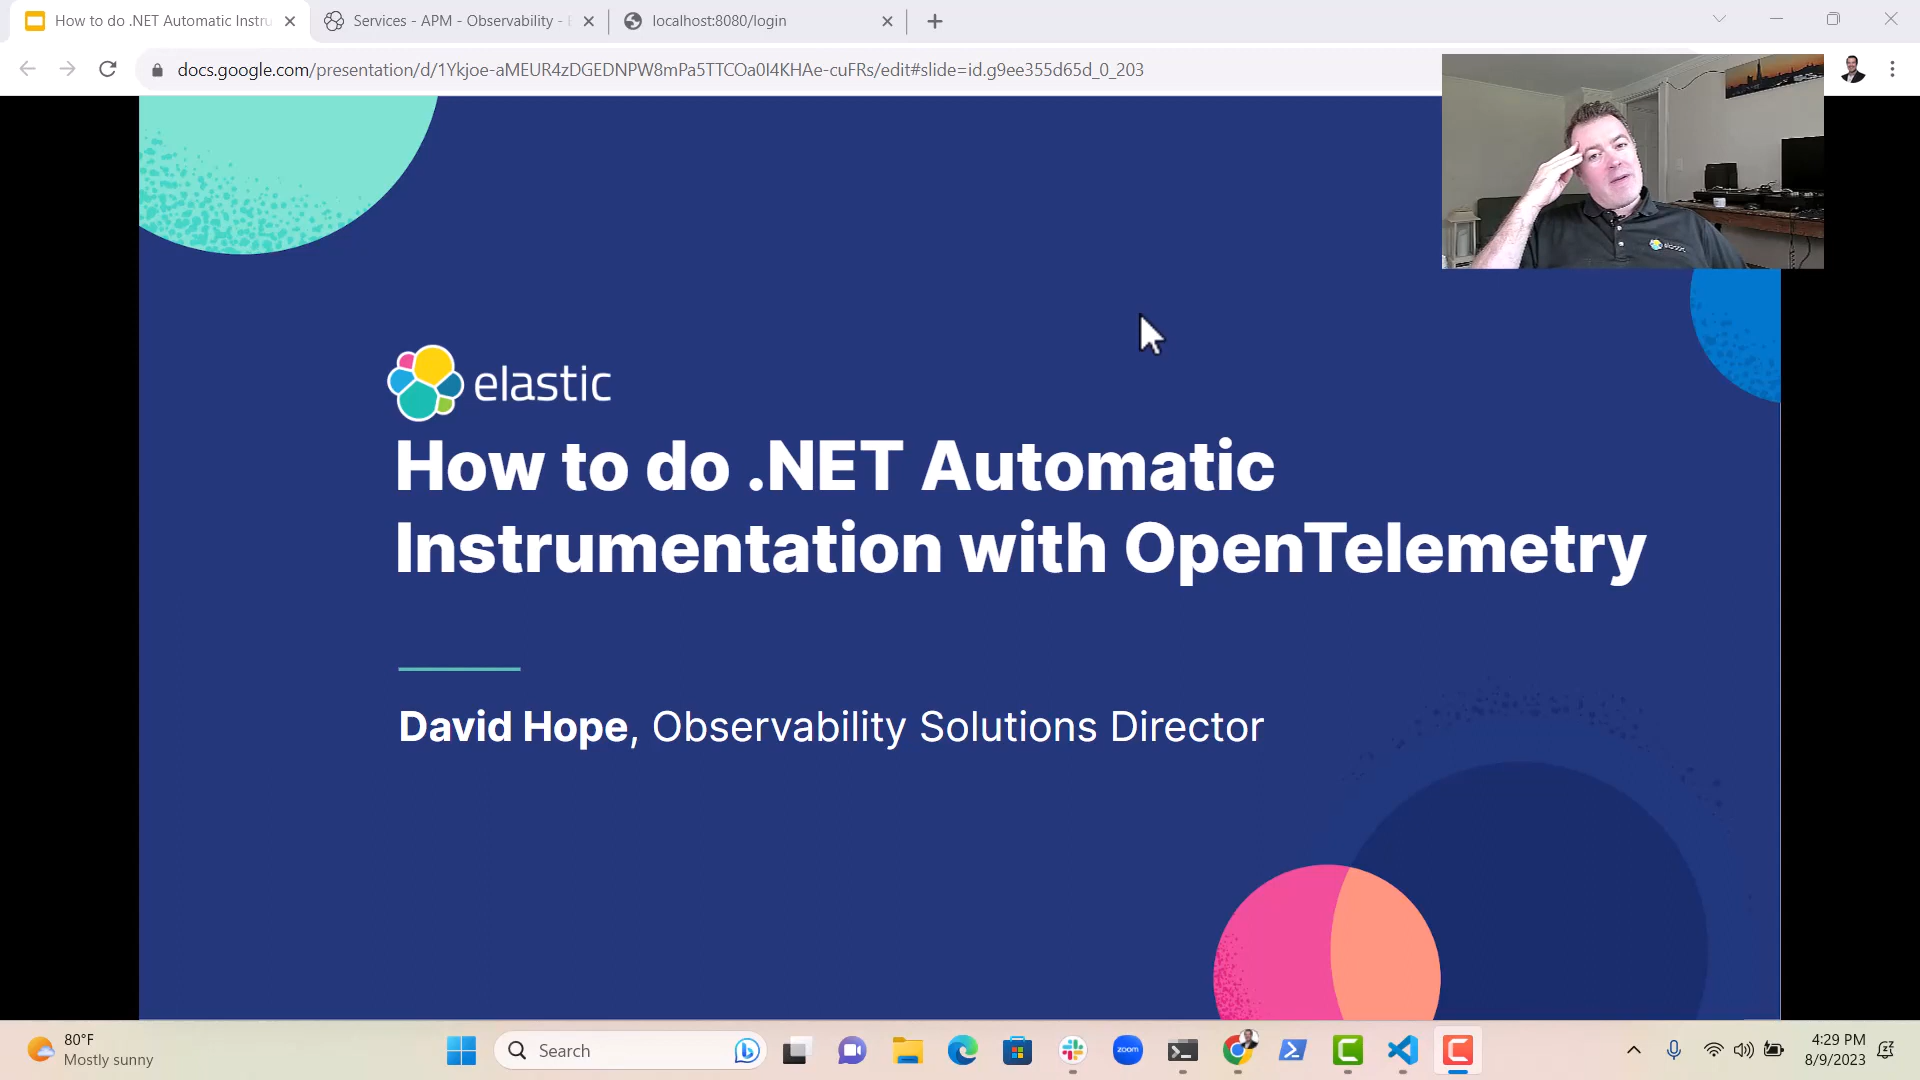 How to do .NET Automatic Instru
Services - APM - Observability -
localhost:8080/login
docs.google.com/presentation/d/1Ykjoe-aMEUR4zDGEDNPW8mPa5TTCOa0I4KHAe-cuFRs/edit#slide=id.g9ee355d65d_0_203
elastic
elastic
How to do .NET Automatic
Instrumentation with OpenTelemetry
David Hope, Observability Solutions Director
80°F
Mostly sunny
Search
zoom
4:29 PM
8/9/2023